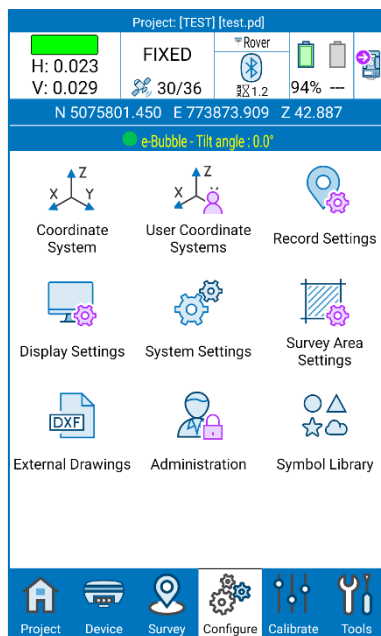 Project: [TEST] [test.pd]
H: 0.023
V: 0.029
FIXED
30/36
Rover
1.2
94%
---
N 5075801.450 E 773873.909 Z 42.887
e-Bubble - Tilt angle : 0.0°
Z
X
Y
Coordinate
System
Z
X
User Coordinate
Systems
Record Settings
Display Settings
System Settings
Survey Area
Settings
DXF
External Drawings
Administration
Symbol Library
Project
Device
Survey
Configure
Calibrate
Tools